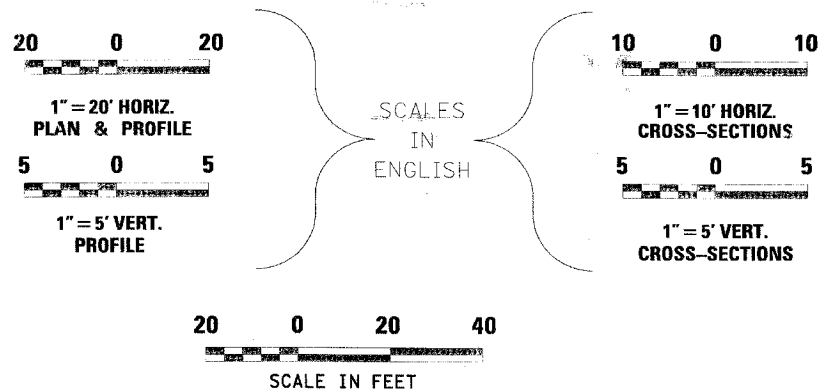 20 0 20
1" = 20' HORIZ.
PLAN & PROFILE
5 0 5
1" = 5' VERT.
PROFILE
SCALES
IN
ENGLISH
10 0 10
1" = 10' HORIZ.
CROSS–SECTIONS
5 0 5
1" = 5' VERT.
CROSS–SECTIONS
20 0 20 40
SCALE IN FEET